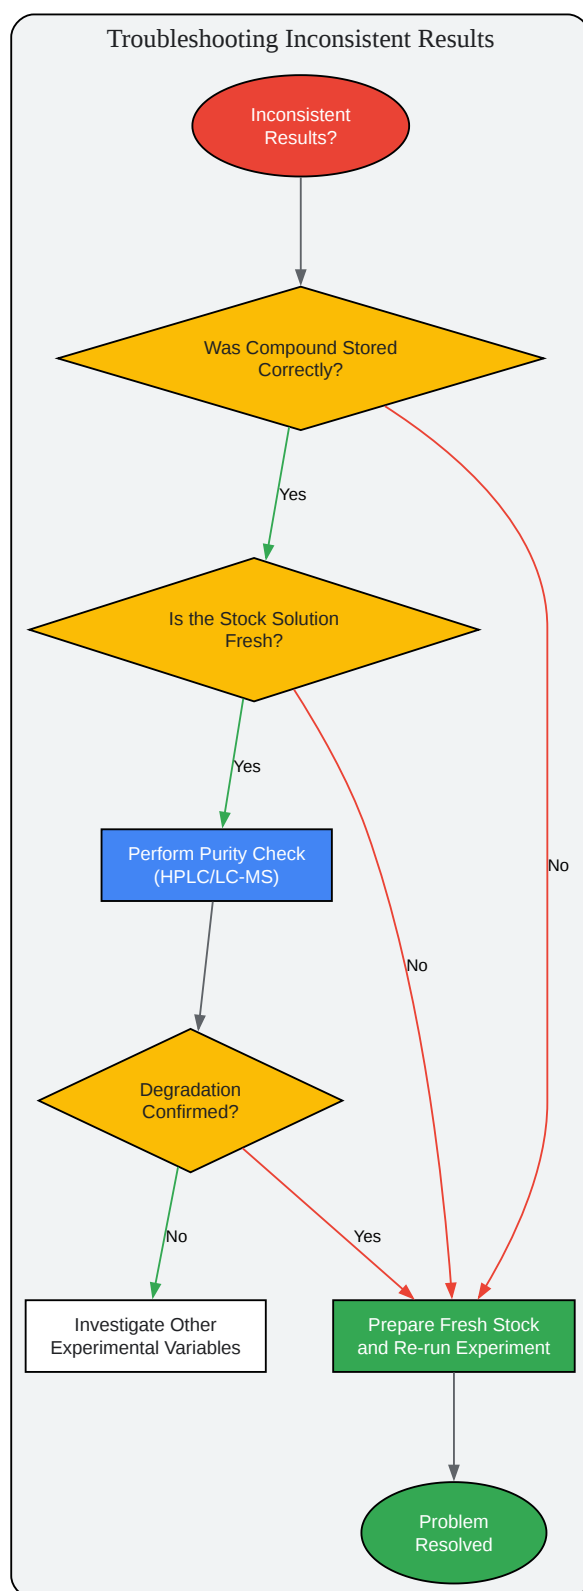 Troubleshooting Inconsistent Results
Inconsistent
Results?
Was Compound Stored
Correctly?
Yes
Is the Stock Solution
Fresh?
Yes
Perform Purity Check
(HPLC/LC-MS)
No
No
Degradation
Confirmed?
No
Yes
Investigate Other
Experimental Variables
Prepare Fresh Stock
and Re-run Experiment
Problem
Resolved